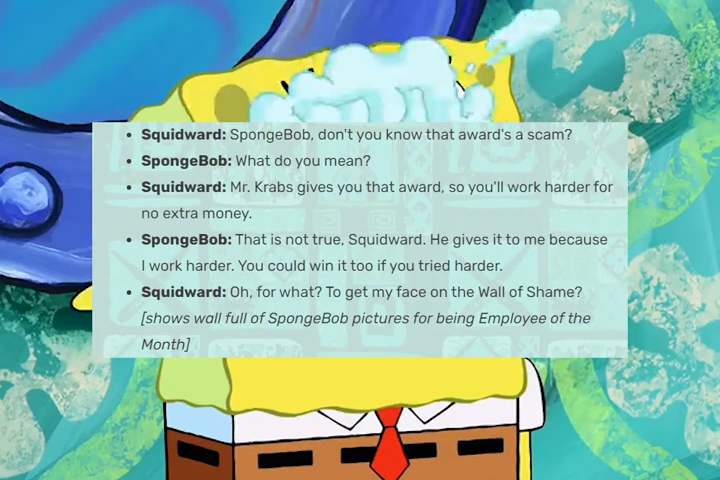 • Squidward: SpongeBob, don't you know that award's a scam?
• SpongeBob: What do you mean?
• Squidward: Mr. Krabs gives you that award, so you'll work harder for
no extra money.
• SpongeBob: That is not true, Squidward. He gives it to me because
I work harder. You could win it too if you tried harder.
• Squidward: Oh, for what? To get my face on the Wall of Shame?
[shows wall full of SpongeBob pictures for being Employee of the
Month]